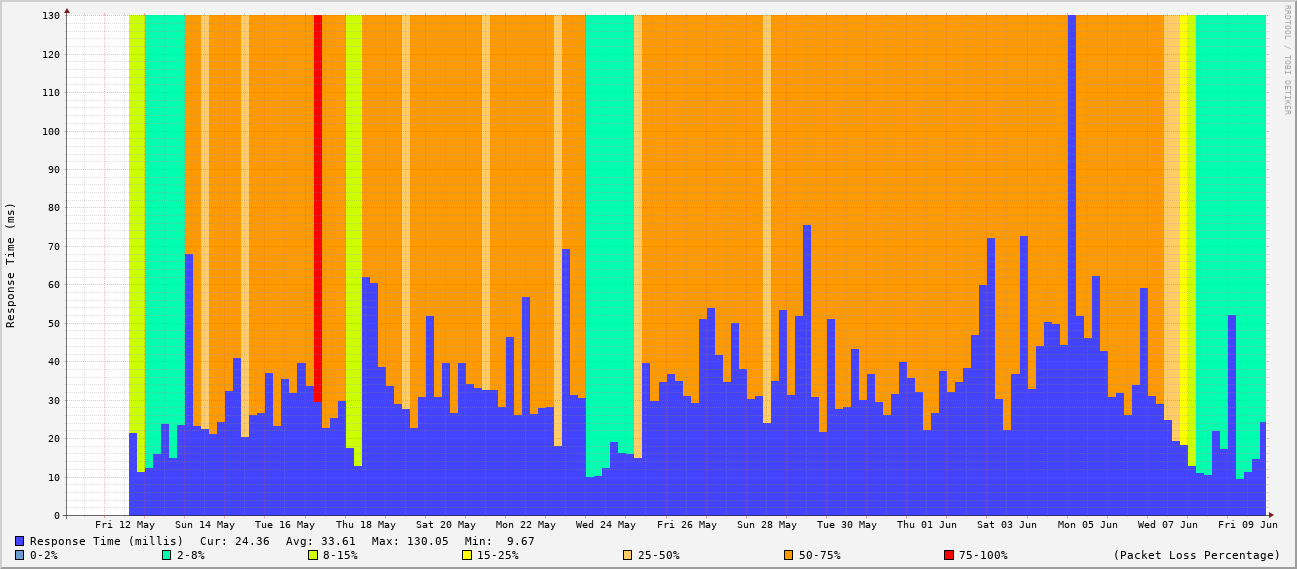 RRDTOOL / TOBI OETIKER
Response Time (ms)
130
120
110
100
90
80
70
60
50
40
30
20
10
0
Fri 12 May Sun 14 May Tue 16 May Thu 18 May Sat 20 May Mon 22 May Wed 24 May Fri 26 May Sun 28 May Tue 30 May Thu 01 Jun Sat 03 Jun Mon 05 Jun Wed 07 Jun Fri 09 Jun
Response Time (millis) Cur: 24.36 Avg: 33.61 Max: 130.05 Min: 9.67
0-2% 2-8% 8-15% 15-25% 25-50% 50-75% 75-100% (Packet Loss Percentage)